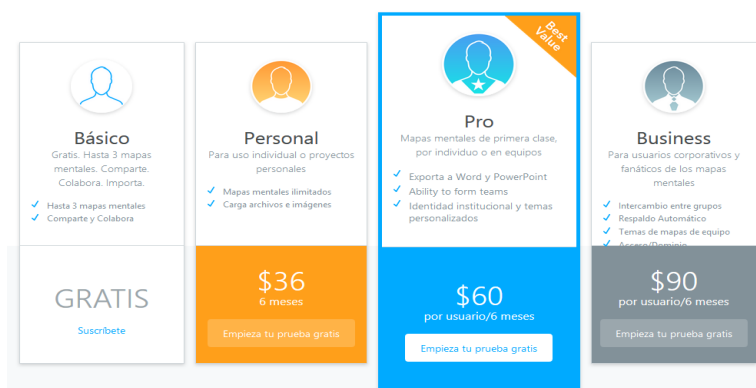 Básico
Gratis. Hasta 3 mapas
mentales. Comparte.
Colabora. Importa.
Hasta 3 mapas mentales
Comparte y Colabora
GRATIS
Suscríbete
Personal
Para uso individual o proyectos
personales
Mapas mentales ilimitados
Carga archivos e imágenes
$36
6 meses
Empieza tu prueba gratis
Best
Value
Pro
Mapas mentales de primera clase,
por individuo o en equipos
Exporta a Word y PowerPoint
Ability to form teams
Identidad institucional y temas
personalizados
$60
por usuario/6 meses
Empieza tu prueba gratis
Business
Para usuarios corporativos y
fanáticos de los mapas
mentales
Intercambio entre grupos
Respaldo Automático
Temas de mapas de equipo
Acceso/Dominio
$90
por usuario/6 meses
Empieza tu prueba gratis